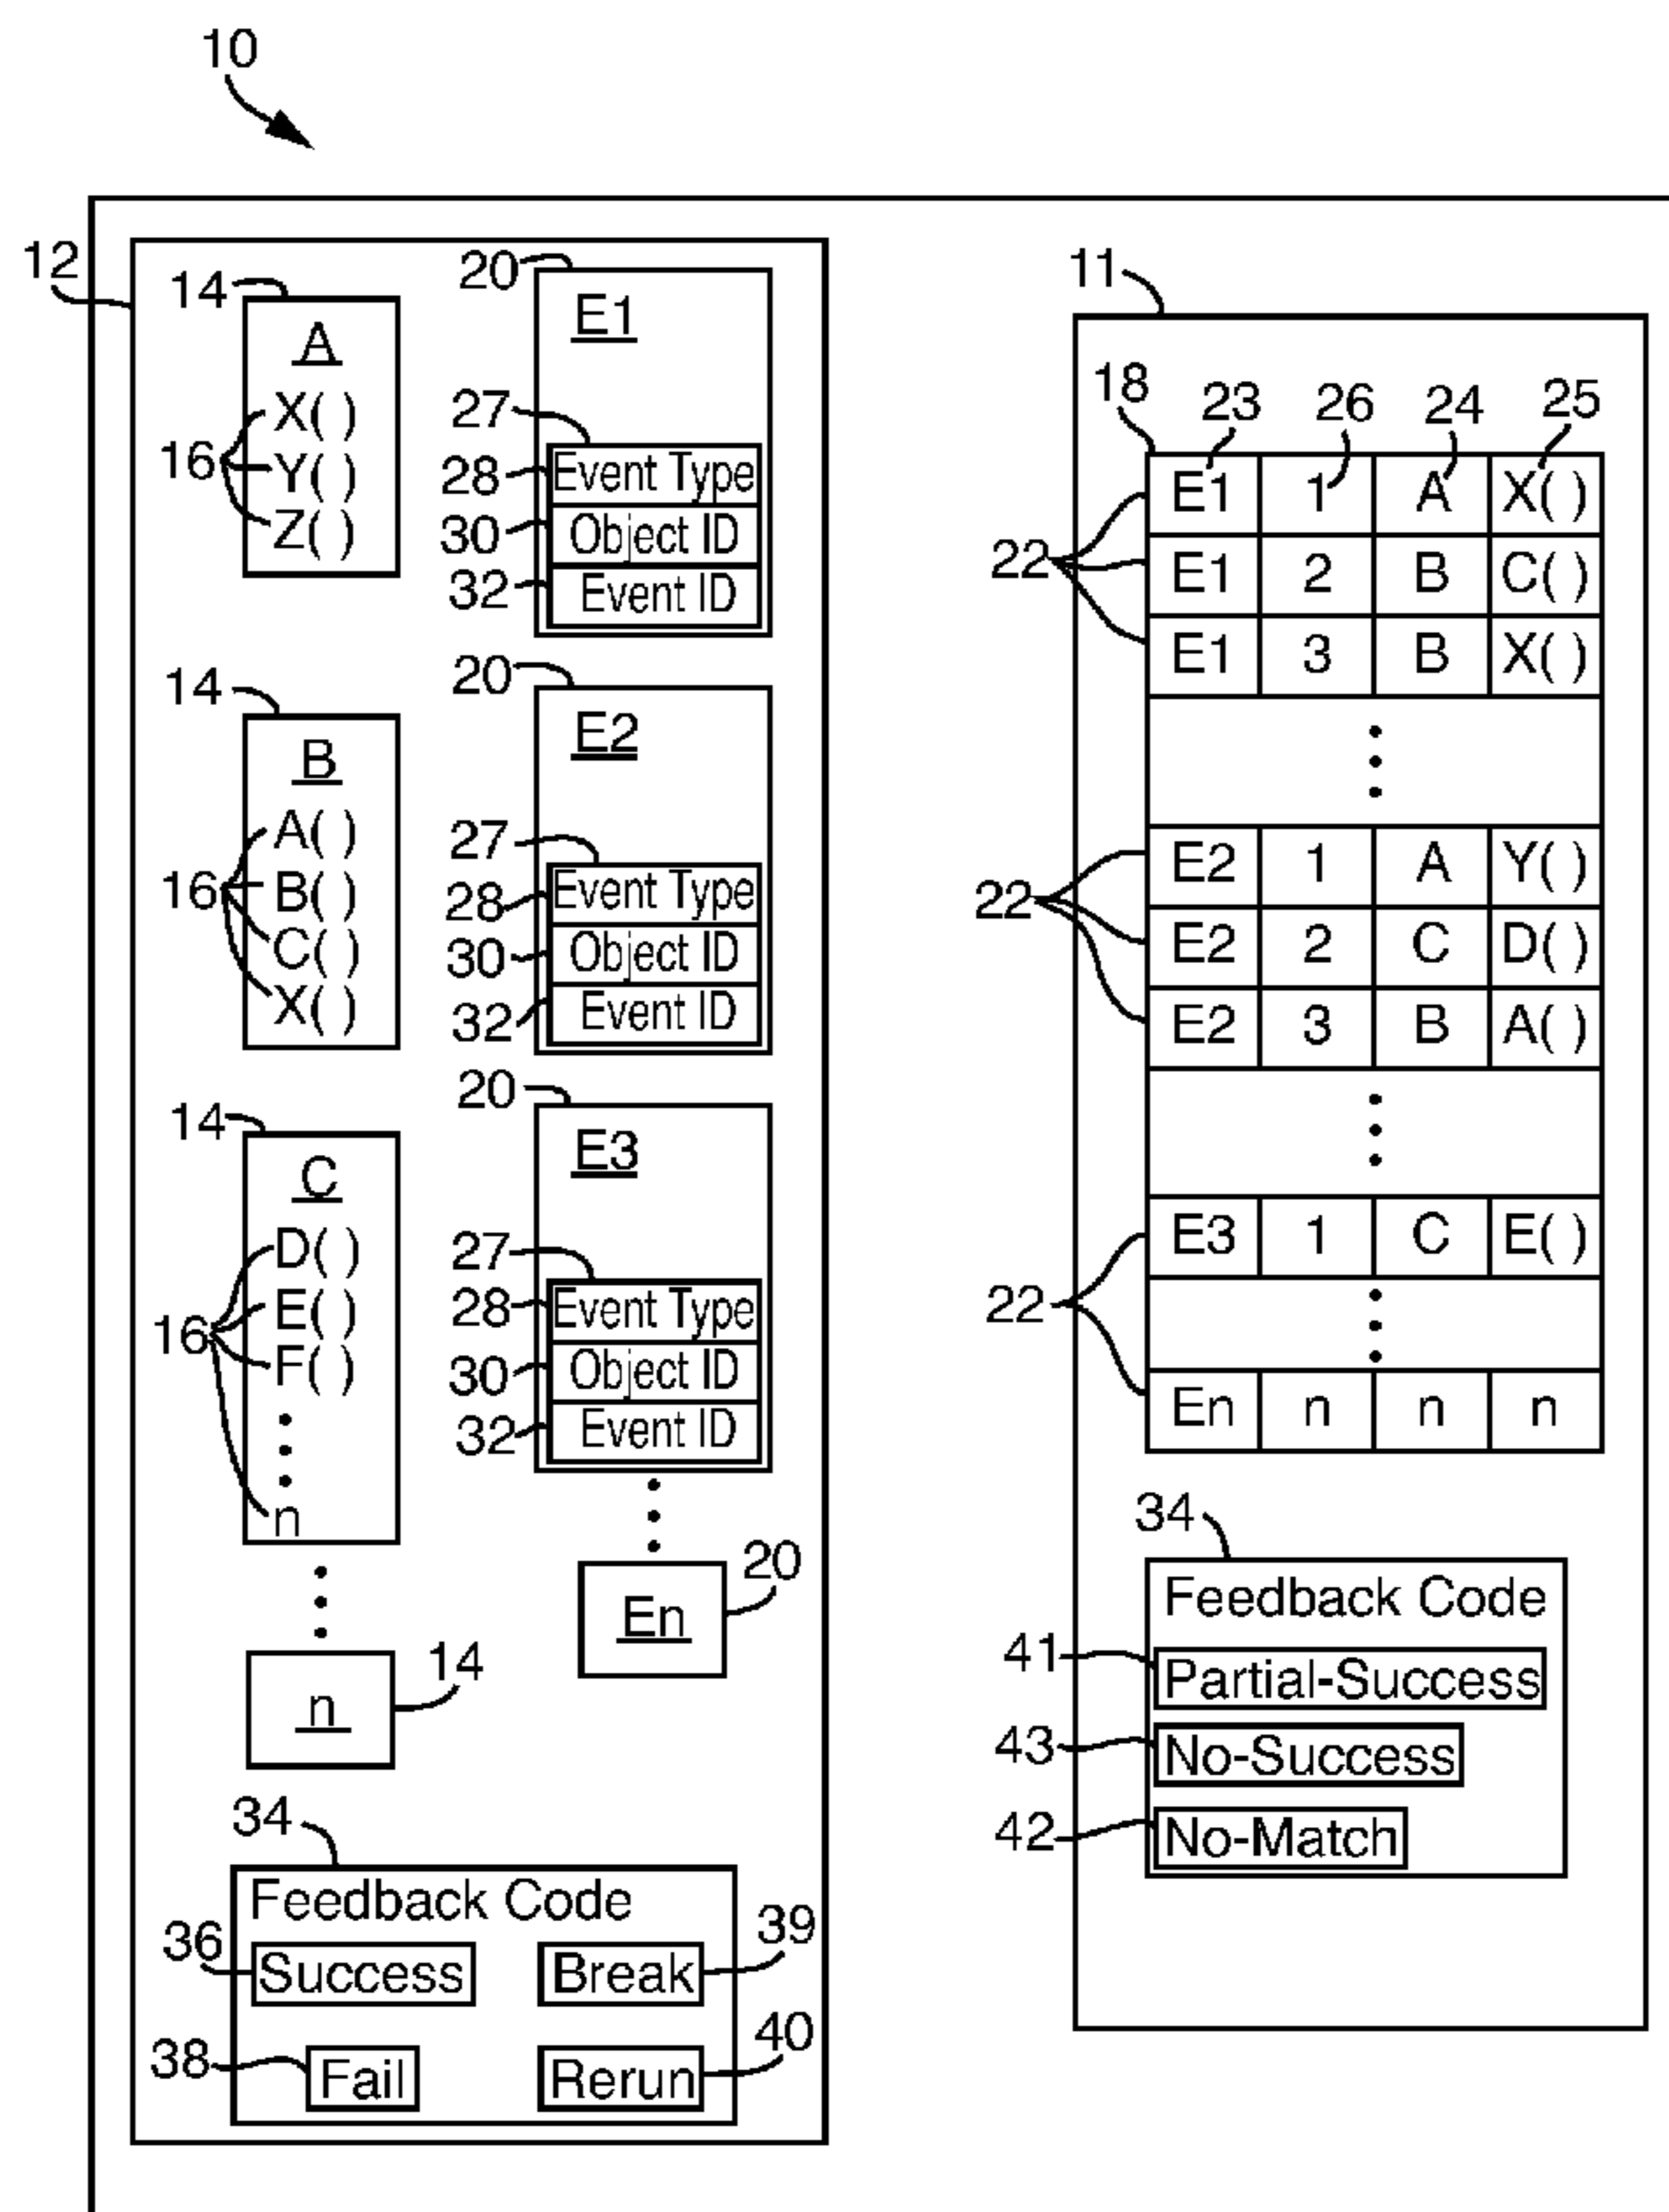 10
12
14
A
X( )
16
Y( )
Z( )
20
E1
27
28
Event Type
30
Object ID
32
Event ID
14
B
A( )
16
B( )
C( )
X( )
20
E2
27
28
Event Type
30
Object ID
32
Event ID
14
C
D( )
E( )
16
F( )
n
20
E3
27
28
Event Type
30
Object ID
32
Event ID
En
20
n
14
34
Feedback Code
36
Success
Break
39
38
Fail
Rerun
40
11
18
23
26
24
25
22
E1 1 A X( )
E1 2 B C( )
E1 3 B X( )
22
E2 1 A Y( )
E2 2 C D( )
E2 3 B A( )
22
E3 1 C E( )
En n n n
34
Feedback Code
41
Partial-Success
43
No-Success
42
No-Match